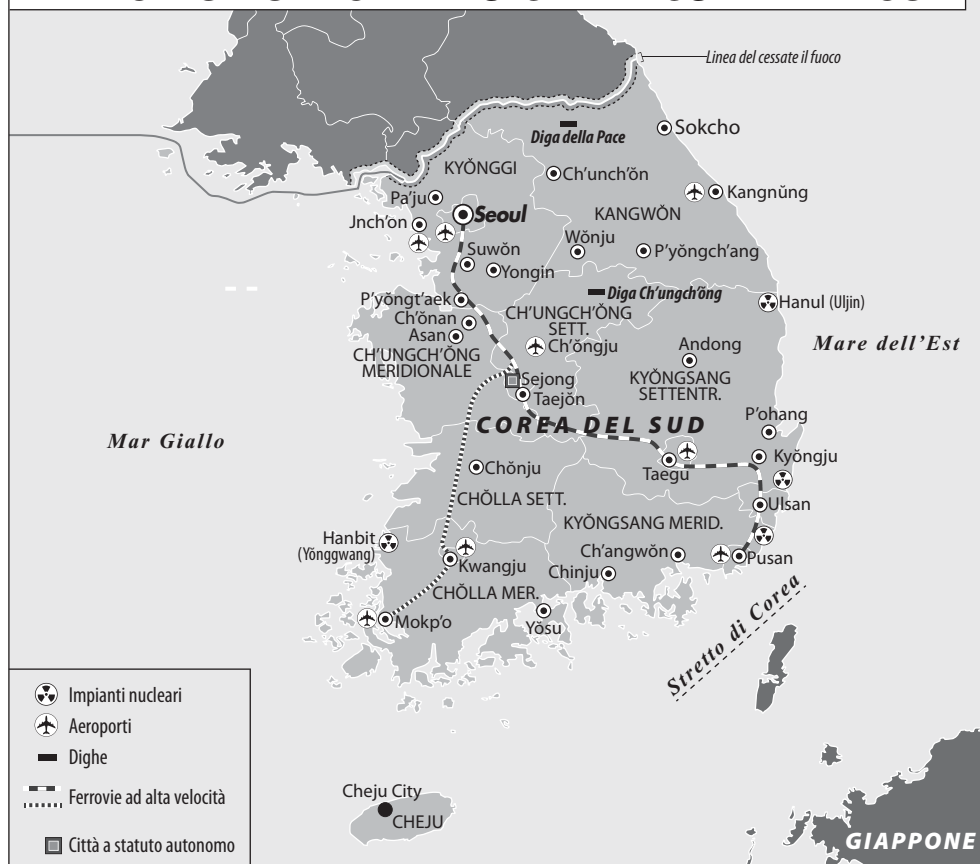 Linea del cessate il fuoco
Sokcho
Diga della Pace
KYŎNGGI
Ch'unch'ŏn
Pa'ju
Kangnŭng
Seoul
KANGWŎN
Jnch'on
Wŏnju
P'yŏngch'ang
Suwŏn
Yongin
Diga Ch'ungch'ŏng
P'yŏngt'aek
Hanul (Uljin)
CH'UNGCH'ŎNG
SETT.
Ch'ŏnan
Asan
Ch'ŏngju
Andong
Mare dell'Est
CH'UNGCH'ŎNG
MERIDIONALE
Sejong
KYŎNGSANG
SETTENTR.
Taejŏn
P'ohang
COREA DEL SUD
Mar Giallo
Kyŏngju
Chŏnju
Taegu
CHŎLLA SETT.
Ulsan
KYŎNGSANG MERID.
Hanbit
(Yŏnggwang)
Ch'angwŏn
Pusan
Kwangju
Chinju
CHŎLLA MER.
Mokp'o
Yŏsu
Stretto di Corea
Impianti nucleari
Aeroporti
Dighe
Ferrovie ad alta velocità
Città a statuto autonomo
Cheju City
CHEJU
GIAPPONE